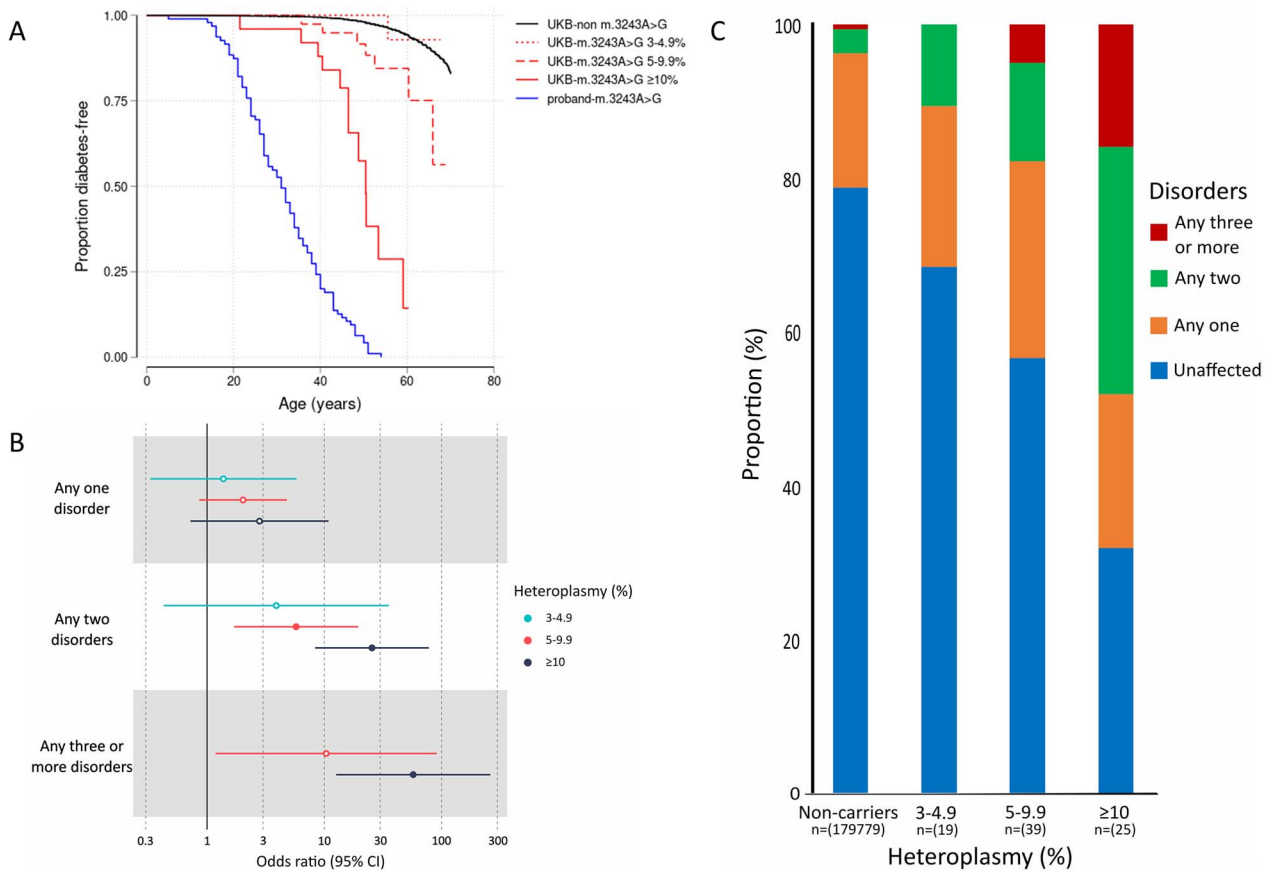 A
1.00
0.75
0.50
0.25
0.00
Proportion diabetes-free
0
20
40
60
80
Age (years)
UKB-non m.3243A>G
UKB-m.3243A>G 3-4.9%
UKB-m.3243A>G 5-9.9%
UKB-m.3243A>G ≥10%
proband-m.3243A>G
B
Any one
disorder
Any two
disorders
Any three or
more disorders
0.3
1
3
10
30
100
300
Odds ratio (95% CI)
Heteroplasmy (%)
3-4.9
5-9.9
≥10
C
100
80
60
40
20
0
Proportion (%)
Non-carriers
n=(179779)
3-4.9
n=(19)
5-9.9
n=(39)
≥10
n=(25)
Heteroplasmy (%)
Disorders
Any three
or more
Any two
Any one
Unaffected